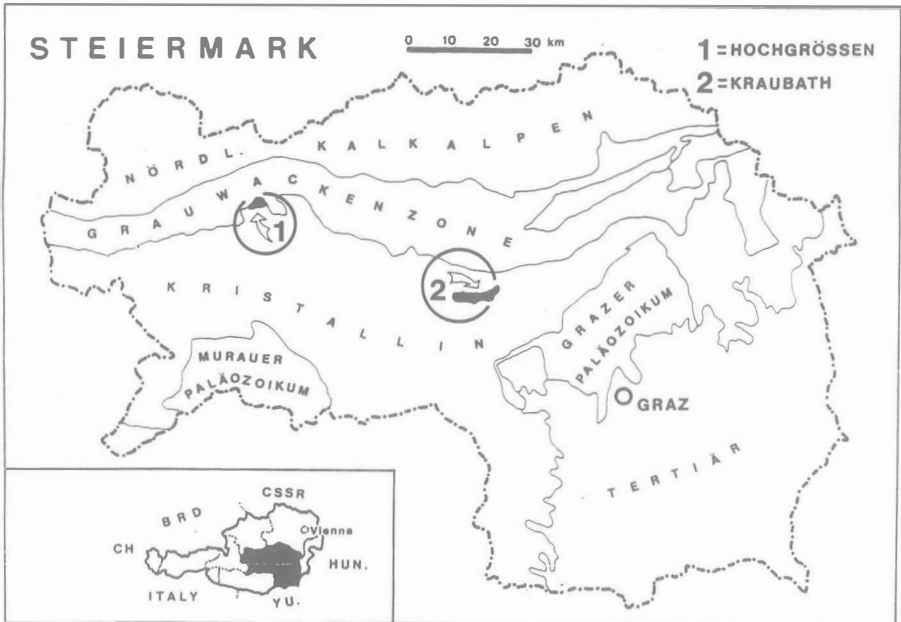 STEIERMARK
0 10 20 30 km
1=HOCHGRÖSSEN
2=KRAUBATH
NÖRDL. KALKALPEN
GRAUWACKENZONE
1
2
KRISTALLIN
MURAUER
PALÄOZOIKUM
GRAZER
PALÄOZOIKUM
GRAZ
TERTIÄR
CSSR
BRD
Vienna
CH
HUN.
ITALY
YU.